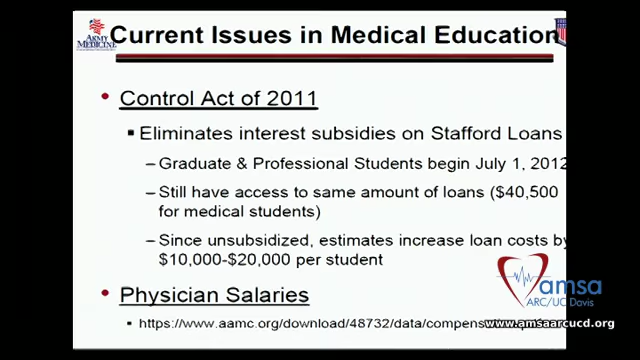 ARMY MEDICINE
Current Issues in Medical Education
• Control Act of 2011
▪ Eliminates interest subsidies on Stafford Loans
– Graduate & Professional Students begin July 1, 2012
– Still have access to same amount of loans ($40,500
for medical students)
– Since unsubsidized, estimates increase loan costs by
$10,000-$20,000 per student
amsa
ARC/UC Davis
• Physician Salaries
▪ https://www.aamc.org/download/48732/data/compens
www.amsaarcucd.org